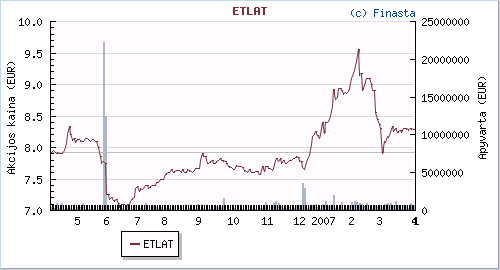 ETLAT
(c) Finasta
Akcijos kaina (EUR)
10.0
9.5
9.0
8.5
8.0
7.5
7.0
25000000
20000000
15000000
10000000
5000000
0
Apyvarta (EUR)
5 6 7 8 9 10 11 12 2007 2 3 4
ETLAT